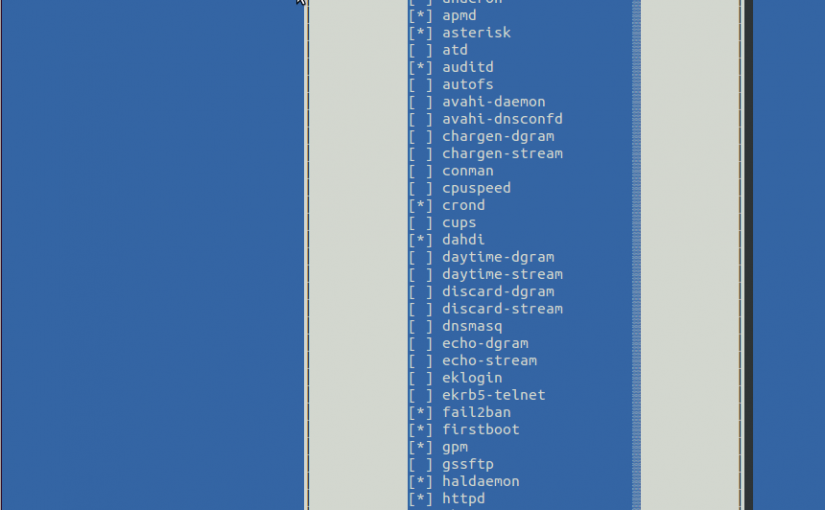 [*] apmd
[*] asterisk
[ ] atd
[*] auditd
[ ] autofs
[ ] avahi-daemon
[ ] avahi-dnsconfd
[ ] chargen-dgram
[ ] chargen-stream
[ ] conman
[ ] cpuspeed
[*] crond
[ ] cups
[*] dahdi
[ ] daytime-dgram
[ ] daytime-stream
[ ] discard-dgram
[ ] discard-stream
[ ] dnsmasq
[ ] echo-dgram
[ ] echo-stream
[ ] eklogin
[ ] ekrb5-telnet
[*] fail2ban
[*] firstboot
[*] gpm
[ ] gssftp
[*] haldaemon
[*] httpd